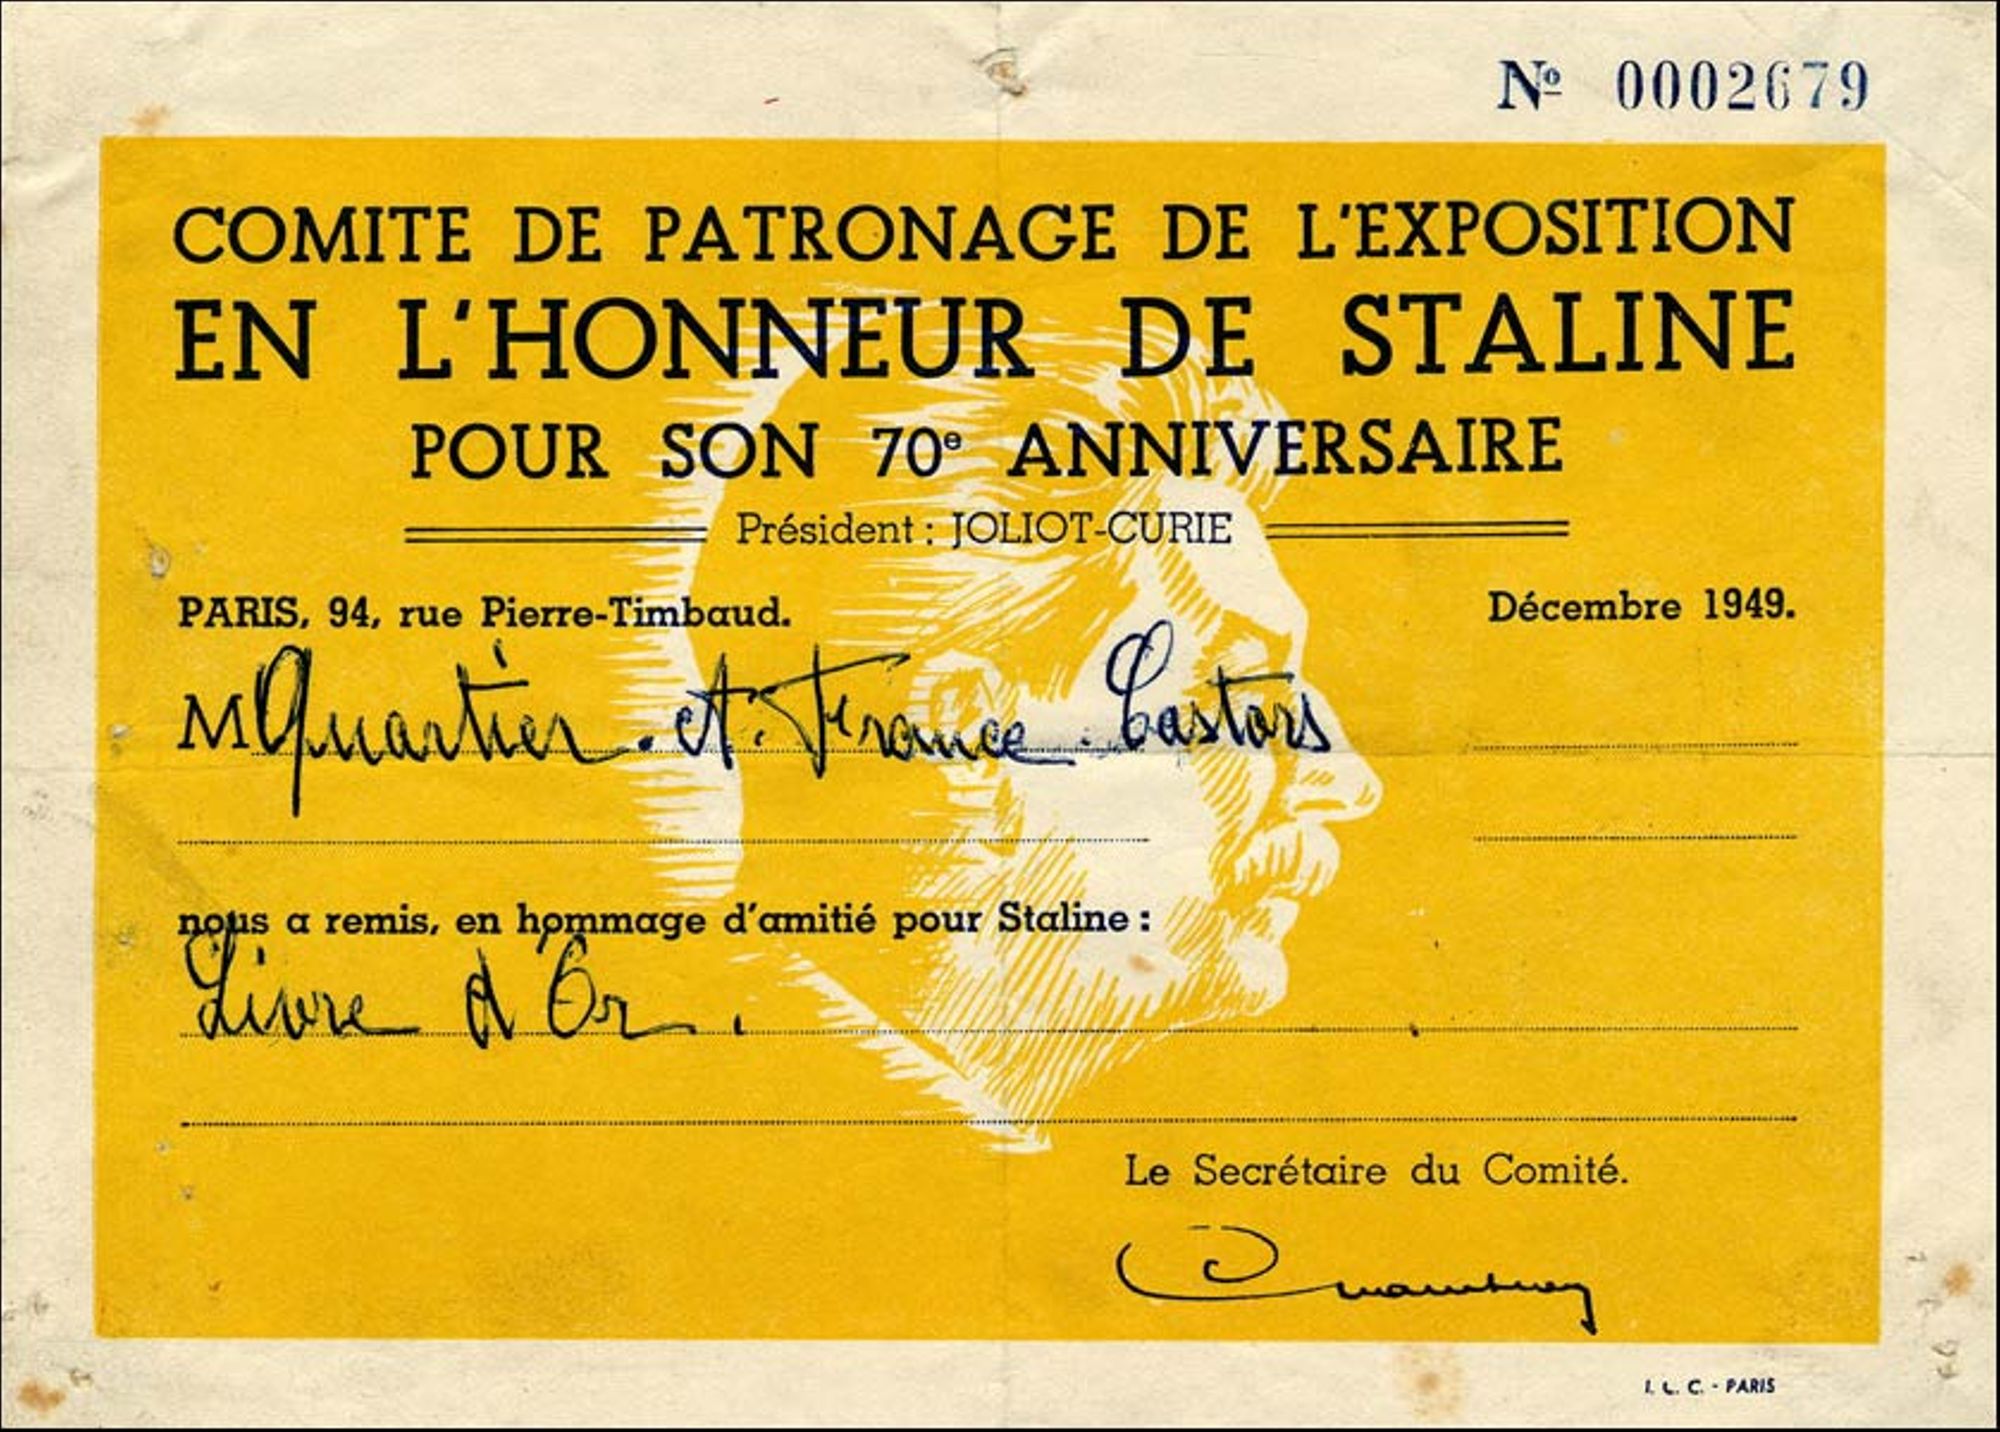 Nº 0002679
COMITE DE PATRONAGE DE L'EXPOSITION
EN L'HONNEUR DE STALINE
POUR SON 70e ANNIVERSAIRE
Président : JOLIOT-CURIE
PARIS, 94, rue Pierre-Timbaud.
Décembre 1949.
M Quartier. A. France. Castors
nous a remis, en hommage d'amitié pour Staline :
Livre d'Or.
Le Secrétaire du Comité.
I. L. C. - PARIS